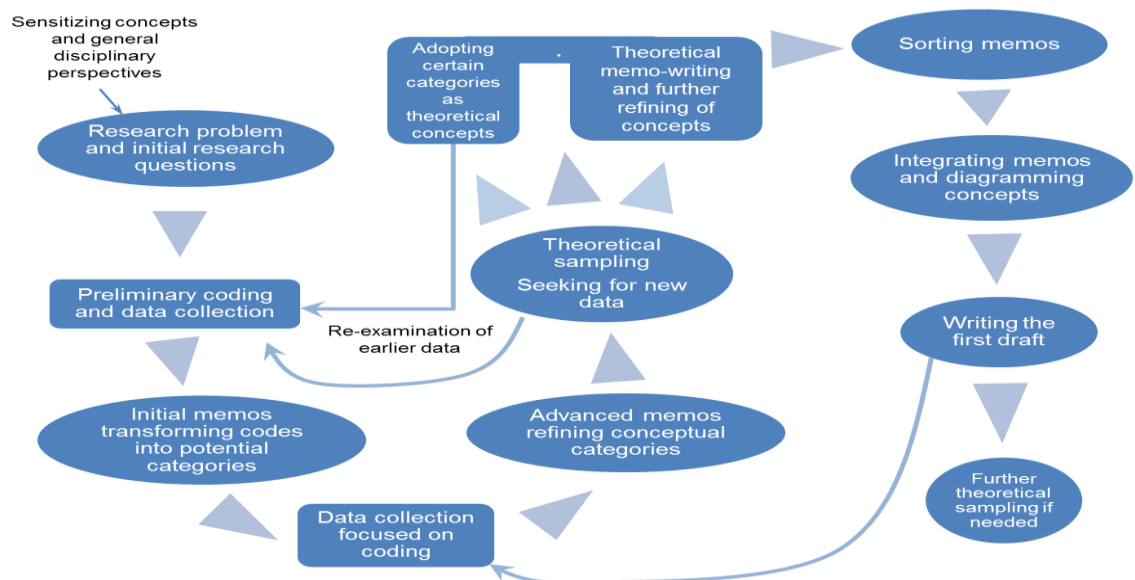 Sensitizing concepts
and general
disciplinary
perspectives
Research problem
and initial research
questions
Preliminary coding
and data collection
Initial memos
transforming codes
into potential
categories
Data collection
focused on
coding
Advanced memos
refining conceptual
categories
Theoretical
sampling
Seeking for new
data
Re-examination of
earlier data
Adopting
certain
categories
as
theoretical
concepts
.
Theoretical
memo-writing
and further
refining of
concepts
Sorting memos
Integrating memos
and diagramming
concepts
Writing the
first draft
Further
theoretical
sampling if
needed